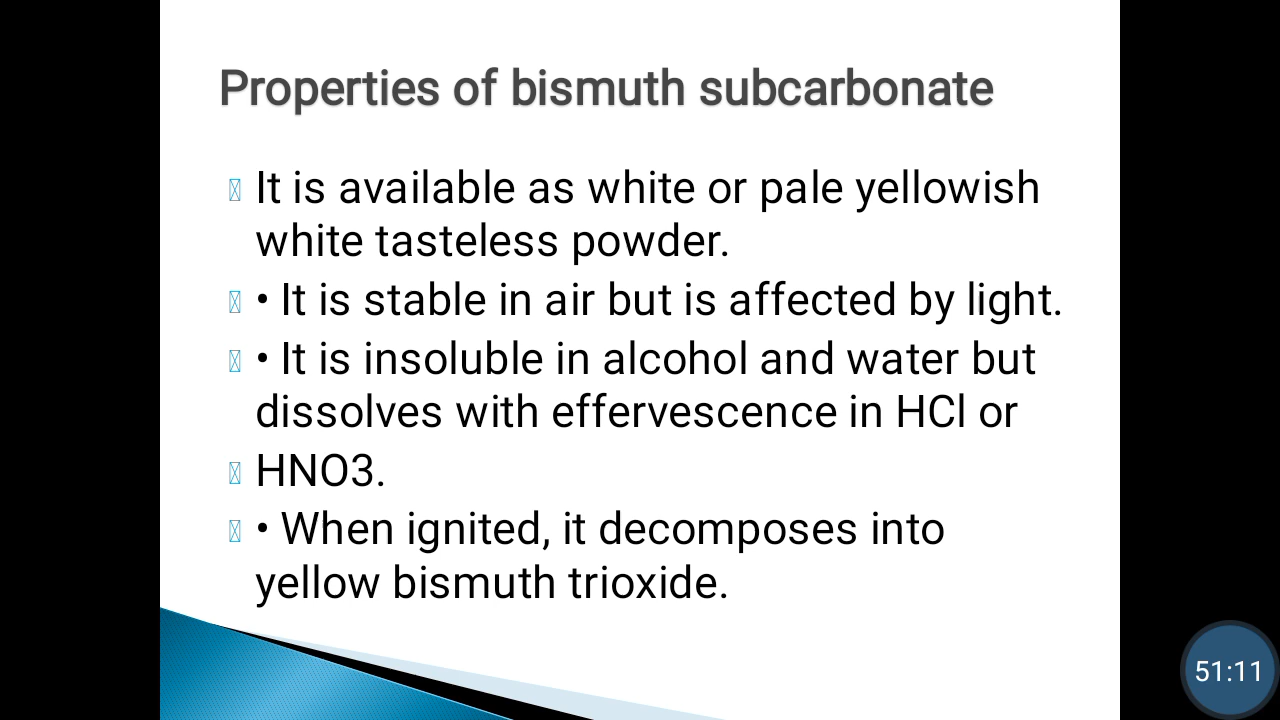 Properties of bismuth subcarbonate
It is available as white or pale yellowish
white tasteless powder.
• It is stable in air but is affected by light.
• It is insoluble in alcohol and water but
dissolves with effervescence in HCl or
HNO3.
• When ignited, it decomposes into
yellow bismuth trioxide.
51:11